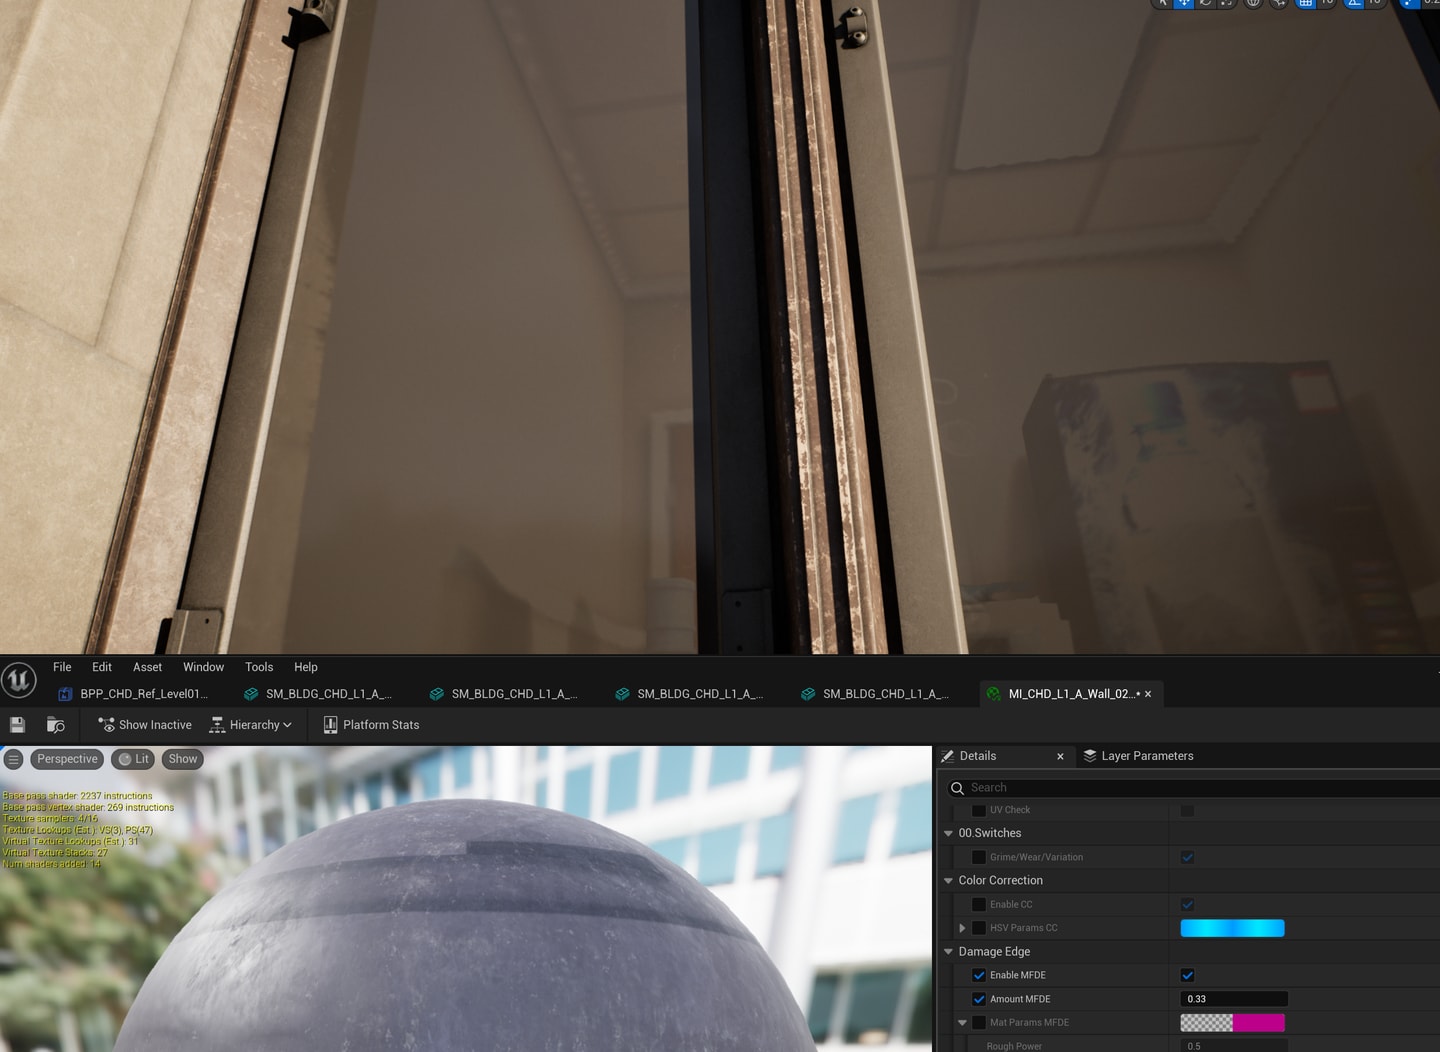 10
10
File Edit Asset Window Tools Help
BPP_CHD_Ref_Level01... SM_BLDG_CHD_L1_A_... SM_BLDG_CHD_L1_A_... SM_BLDG_CHD_L1_A_... SM_BLDG_CHD_L1_A_... MI_CHD_L1_A_Wall_02...•
Show Inactive Hierarchy Platform Stats
Perspective Lit Show
Details Layer Parameters
Search
Base pass shader: 2237 instructions
Base pass vertex shader: 269 instructions
Texture samplers: 4/16
Texture Lookups (Est.): VS(3), PS(47)
Virtual Texture Lookups (Est.): 31
Virtual Texture Stacks: 27
Num shaders added: 14
UV Check
00.Switches
Grime/Wear/Variation
Color Correction
Enable CC
HSV Params CC
Damage Edge
Enable MFDE
Amount MFDE 0.33
Mat Params MFDE
Rough Power 0.5